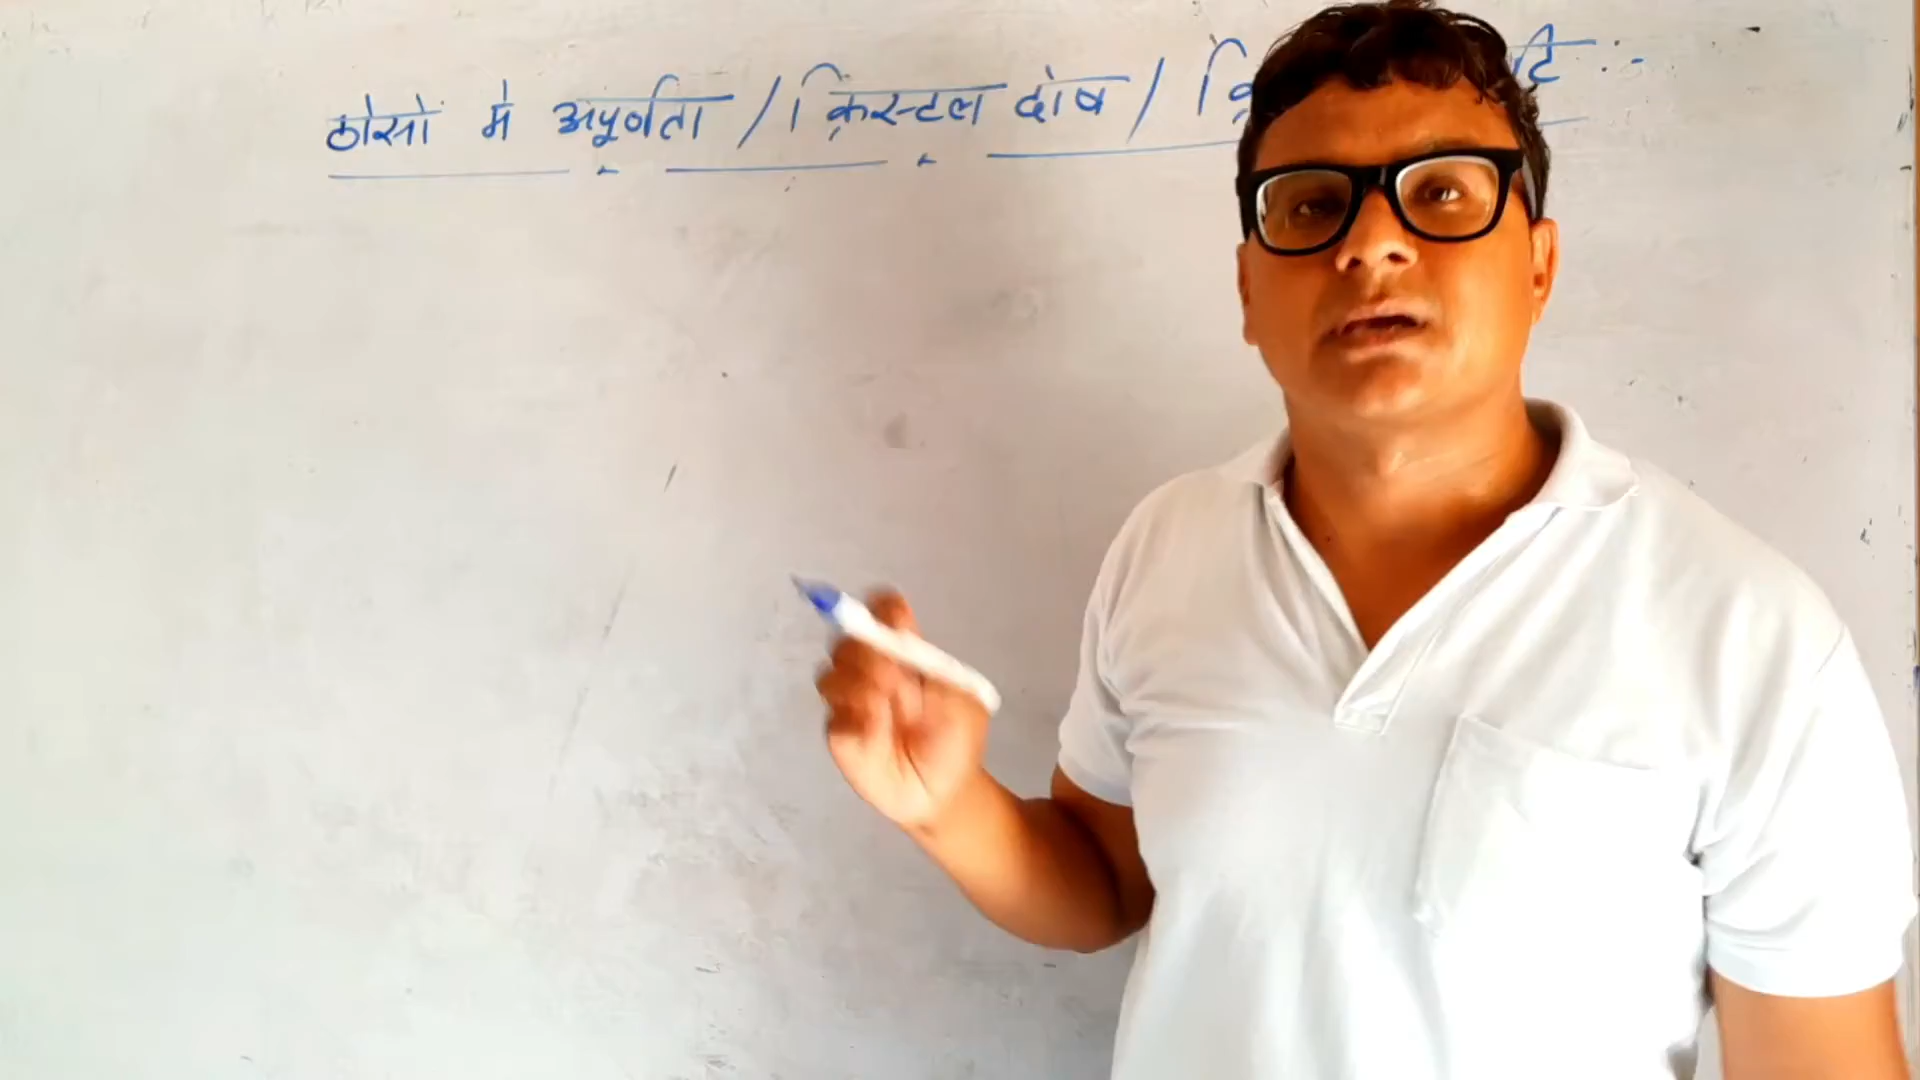 ठोसों में अपूर्णता / क्रिस्टल दोष /